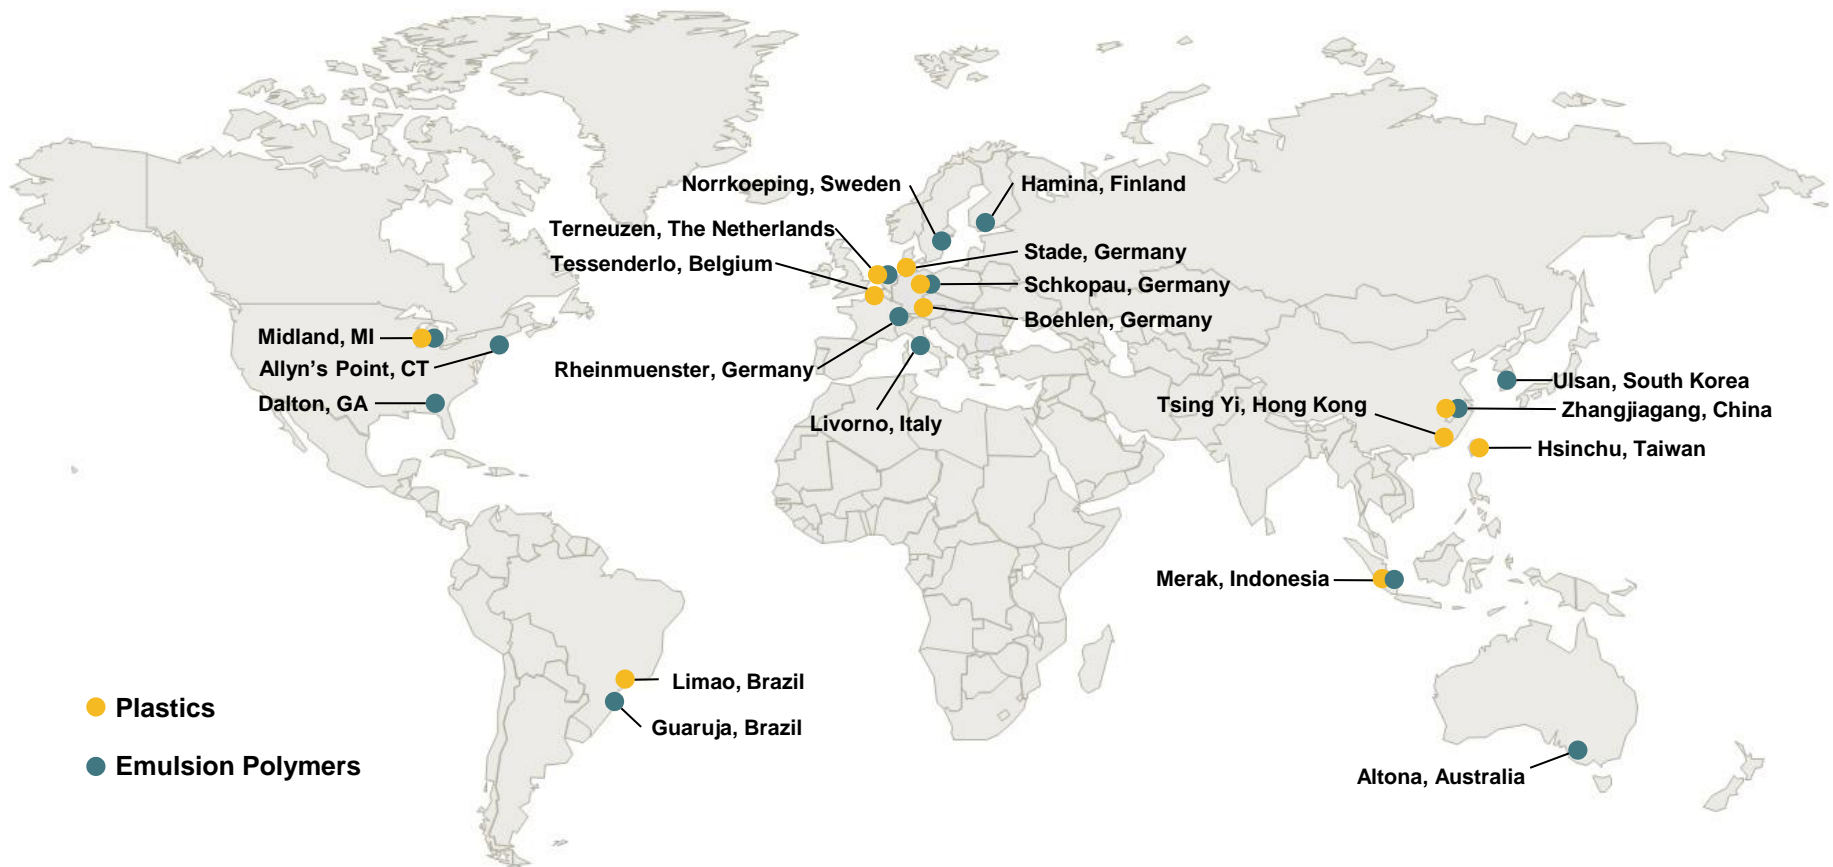 Norrkoeping, Sweden
Hamina, Finland
Terneuzen, The Netherlands
Tessenderlo, Belgium
Stade, Germany
Schkopau, Germany
Boehlen, Germany
Midland, MI
Allyn's Point, CT
Dalton, GA
Rheinmuenster, Germany
Livorno, Italy
Ulsan, South Korea
Tsing Yi, Hong Kong
Zhangjiagang, China
Hsinchu, Taiwan
Merak, Indonesia
Limao, Brazil
Guaruja, Brazil
Plastics
Emulsion Polymers
Altona, Australia